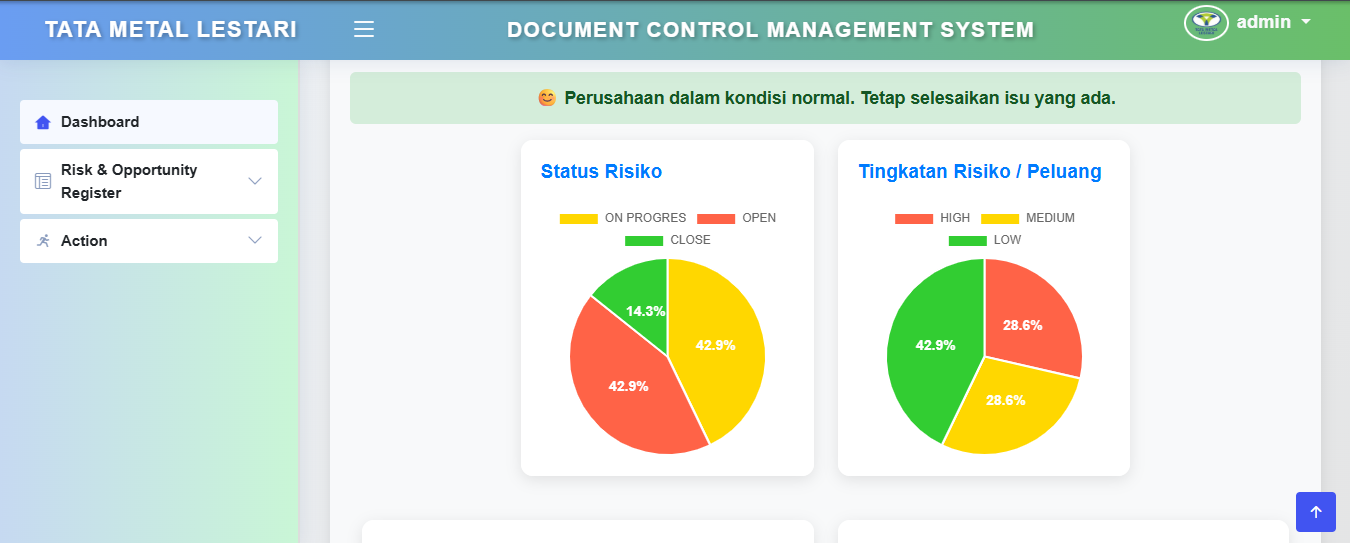 TATA METAL LESTARI
DOCUMENT CONTROL MANAGEMENT SYSTEM
admin
Dashboard
Risk & Opportunity
Register
Action
😊 Perusahaan dalam kondisi normal. Tetap selesaikan isu yang ada.
Status Risiko
ON PROGRES OPEN
CLOSE
14.3%
42.9%
42.9%
Tingkatan Risiko / Peluang
HIGH MEDIUM
LOW
28.6%
42.9%
28.6%